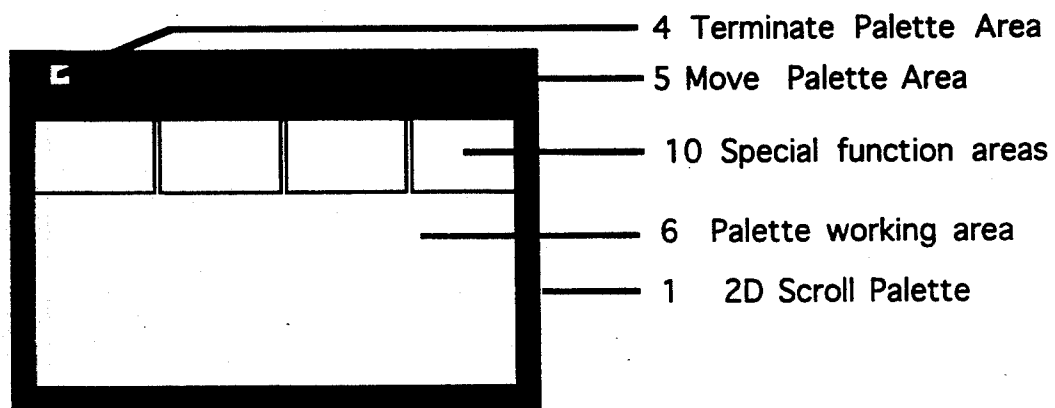 4 Terminate Palette Area
5 Move Palette Area
10 Special function areas
6 Palette working area
1 2D Scroll Palette